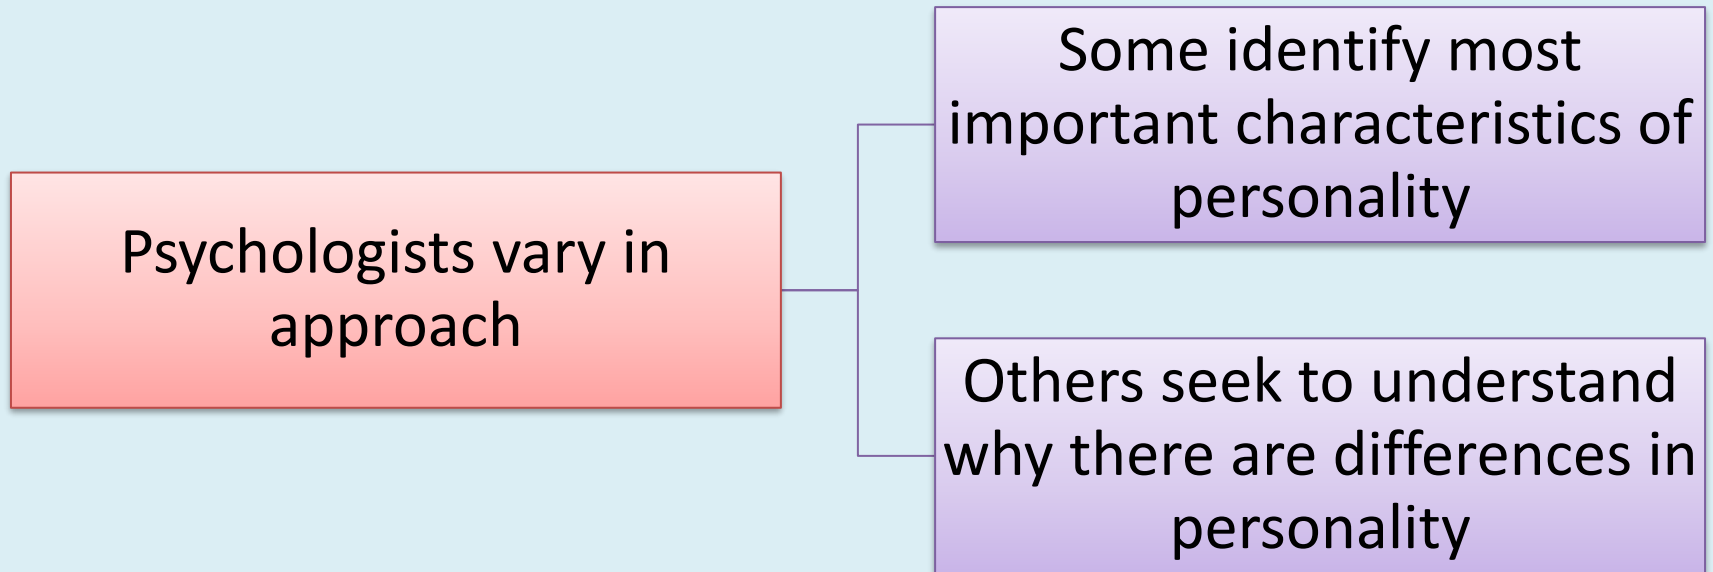 Psychologists vary in
approach
Some identify most
important characteristics of
personality
Others seek to understand
why there are differences in
personality